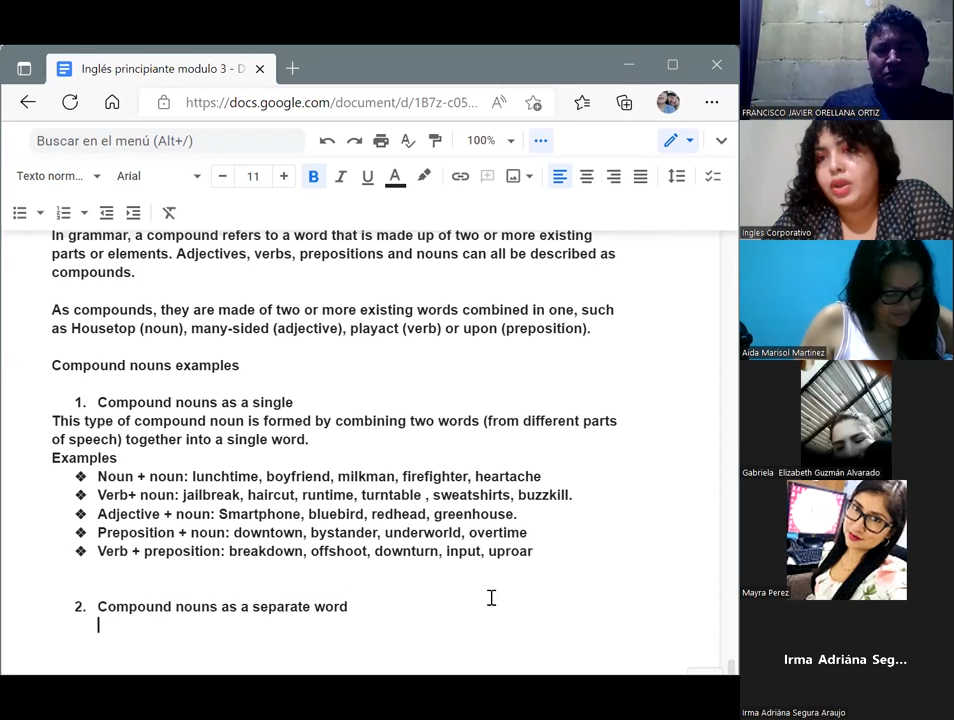 Inglés principiante modulo 3 - D
https://docs.google.com/document/d/1B7z-c05...
Buscar en el menú (Alt+/)
100%
Texto norm...
Arial
11
In grammar, a compound refers to a word that is made up of two or more existing
parts or elements. Adjectives, verbs, prepositions and nouns can all be described as
compounds.
As compounds, they are made of two or more existing words combined in one, such
as Housetop (noun), many-sided (adjective), playact (verb) or upon (preposition).
Compound nouns examples
1. Compound nouns as a single
This type of compound noun is formed by combining two words (from different parts
of speech) together into a single word.
Examples
❖ Noun + noun: lunchtime, boyfriend, milkman, firefighter, heartache
❖ Verb+ noun: jailbreak, haircut, runtime, turntable , sweatshirts, buzzkill.
❖ Adjective + noun: Smartphone, bluebird, redhead, greenhouse.
❖ Preposition + noun: downtown, bystander, underworld, overtime
❖ Verb + preposition: breakdown, offshoot, downturn, input, uproar
2. Compound nouns as a separate word
FRANCISCO JAVIER ORELLANA ORTIZ
Ingles Corporativo
Aida Marisol Martinez
Gabriela Elizabeth Guzmán Alvarado
Mayra Perez
Irma Adriána Seg...
Irma Adriána Segura Araujo